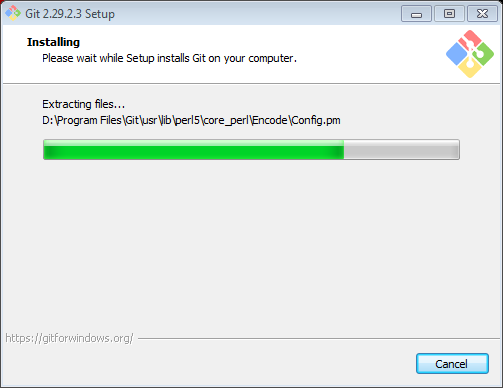 Git 2.29.2.3 Setup
Installing
Please wait while Setup installs Git on your computer.
Extracting files...
D:\Program Files\Git\usr\lib\perl5\core_perl\Encode\Config.pm
https://gitforwindows.org/
Cancel